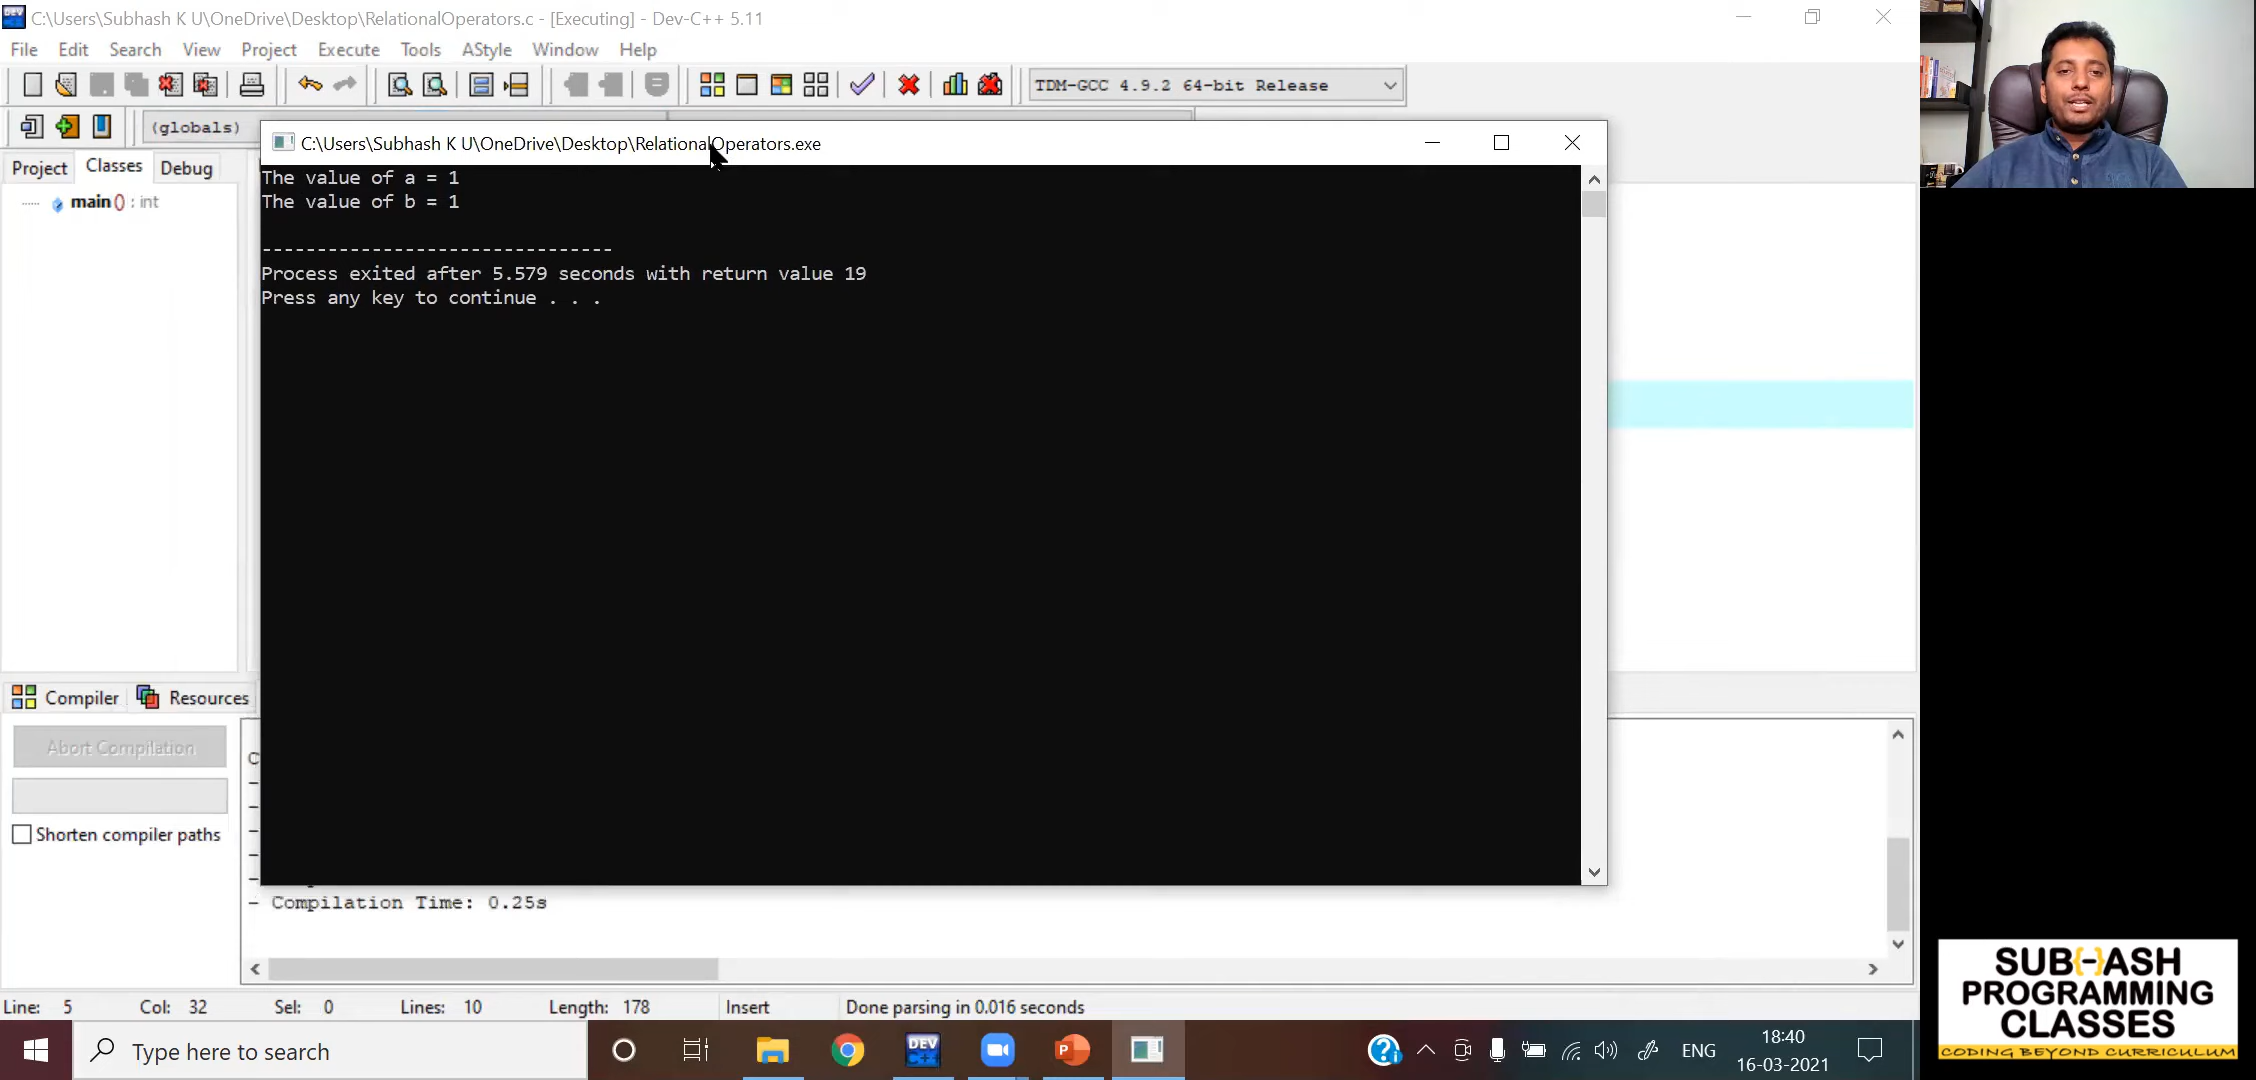 C:\Users\Subhash K U\OneDrive\Desktop\RelationalOperators.c - [Executing] - Dev-C++ 5.11
File Edit Search View Project Execute Tools AStyle Window Help
TDM-GCC 4.9.2 64-bit Release
(globals)
Project Classes Debug
main() : int
C:\Users\Subhash K U\OneDrive\Desktop\RelationalOperators.exe
The value of a = 1
The value of b = 1
--------------------------------
Process exited after 5.579 seconds with return value 19
Press any key to continue . . .
Compiler Resources
Abort Compilation
Shorten compiler paths
- Compilation Time: 0.25s
Line: 5 Col: 32 Sel: 0 Lines: 10 Length: 178 Insert Done parsing in 0.016 seconds
Type here to search
DEV C++
P
ENG
18:40
16-03-2021
SUB{-}ASH
PROGRAMMING
CLASSES
CODING BEYOND CURRICULUM